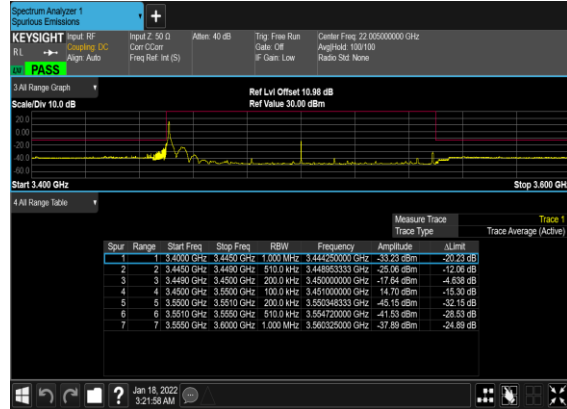 Spectrum Analyzer 1
Spurious Emissions
KEYSIGHT Input: RF Input Z: 50 Ω Atten: 40 dB Trig: Free Run Center Freq: 22.005000000 GHz
RL Coupling: DC Corr CCorr Gate: Off Avg|Hold: 100/100
Align: Auto Freq Ref: Int (S) IF Gain: Low Radio Std: None
LW PASS
3 All Range Graph
Ref Lvl Offset 10.98 dB
Scale/Div 10.0 dB Ref Value 30.00 dBm
20.0
0.00
-20.0
-40.0
-60.0
Start 3.400 GHz Stop 3.600 GHz
4 All Range Table
Measure Trace Trace 1
Trace Type Trace Average (Active)
Spur Range Start Freq Stop Freq RBW Frequency Amplitude ΔLimit
1 1 3.4000 GHz 3.4450 GHz 1.000 MHz 3.444250000 GHz -33.23 dBm -20.23 dB
2 2 3.4450 GHz 3.4490 GHz 510.0 kHz 3.448953333 GHz -25.06 dBm -12.06 dB
3 3 3.4490 GHz 3.4500 GHz 200.0 kHz 3.450000000 GHz -17.64 dBm -4.638 dB
4 4 3.4500 GHz 3.5500 GHz 100.0 kHz 3.451000000 GHz 14.70 dBm -15.30 dB
5 5 3.5500 GHz 3.5510 GHz 200.0 kHz 3.550348333 GHz -45.15 dBm -32.15 dB
6 6 3.5510 GHz 3.5550 GHz 510.0 kHz 3.554720000 GHz -41.53 dBm -28.53 dB
7 7 3.5550 GHz 3.6000 GHz 1.000 MHz 3.560325000 GHz -37.89 dBm -24.89 dB
Jan 18, 2022
3:21:58 AM